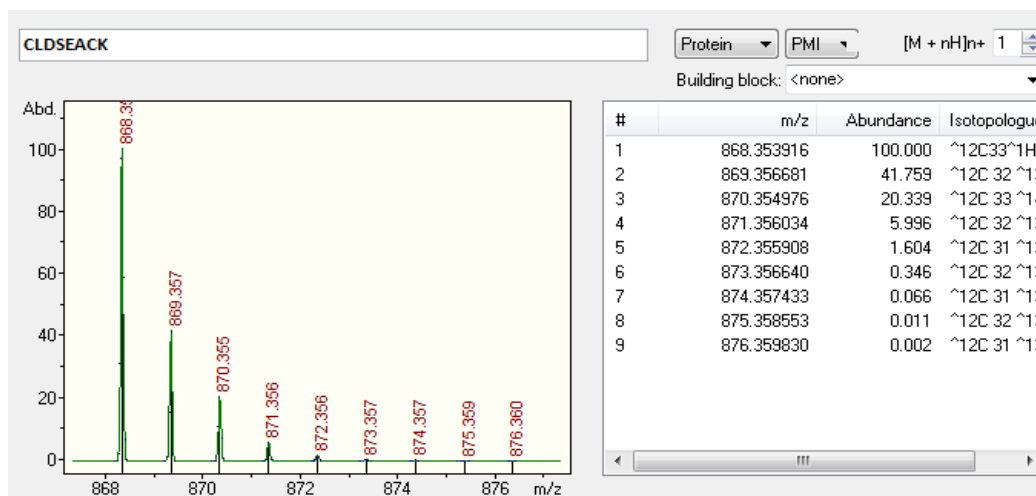 CLDSEACK
Protein PMI [M + nH]n+ 1
Building block: <none>
Abd.
100
80
60
40
20
0
868.35
869.357
870.355
871.356
872.356
873.357
874.357
875.359
876.360
868 870 872 874 876 m/z
# m/z Abundance Isotopologue
1 868.353916 100.000 ^12C33^1H
2 869.356681 41.759 ^12C 32 ^1
3 870.354976 20.339 ^12C 33 ^1
4 871.356034 5.996 ^12C 32 ^1
5 872.355908 1.604 ^12C 31 ^1
6 873.356640 0.346 ^12C 32 ^1
7 874.357433 0.066 ^12C 31 ^1
8 875.358553 0.011 ^12C 32 ^1
9 876.359830 0.002 ^12C 31 ^1